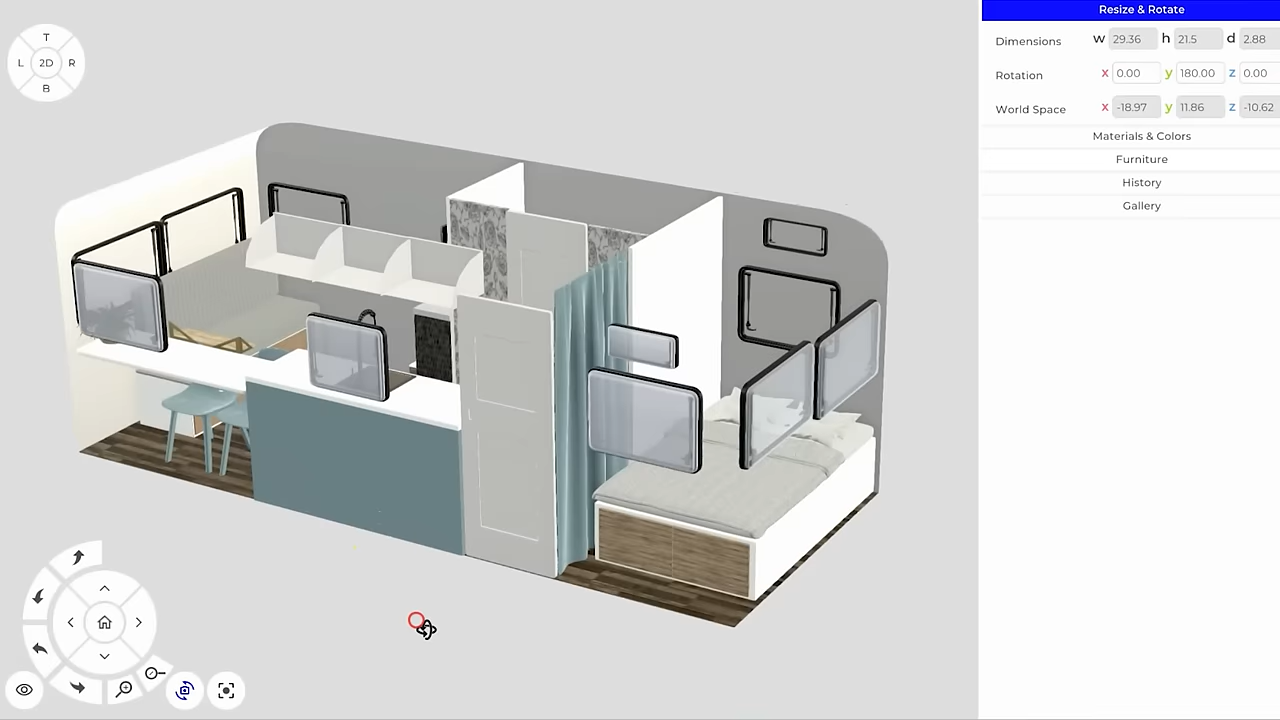 T
L 2D R
B
Resize & Rotate
Dimensions w 29.36 h 21.5 d 2.88
Rotation x 0.00 y 180.00 z 0.00
World Space x -18.97 y 11.86 z -10.62
Materials & Colors
Furniture
History
Gallery